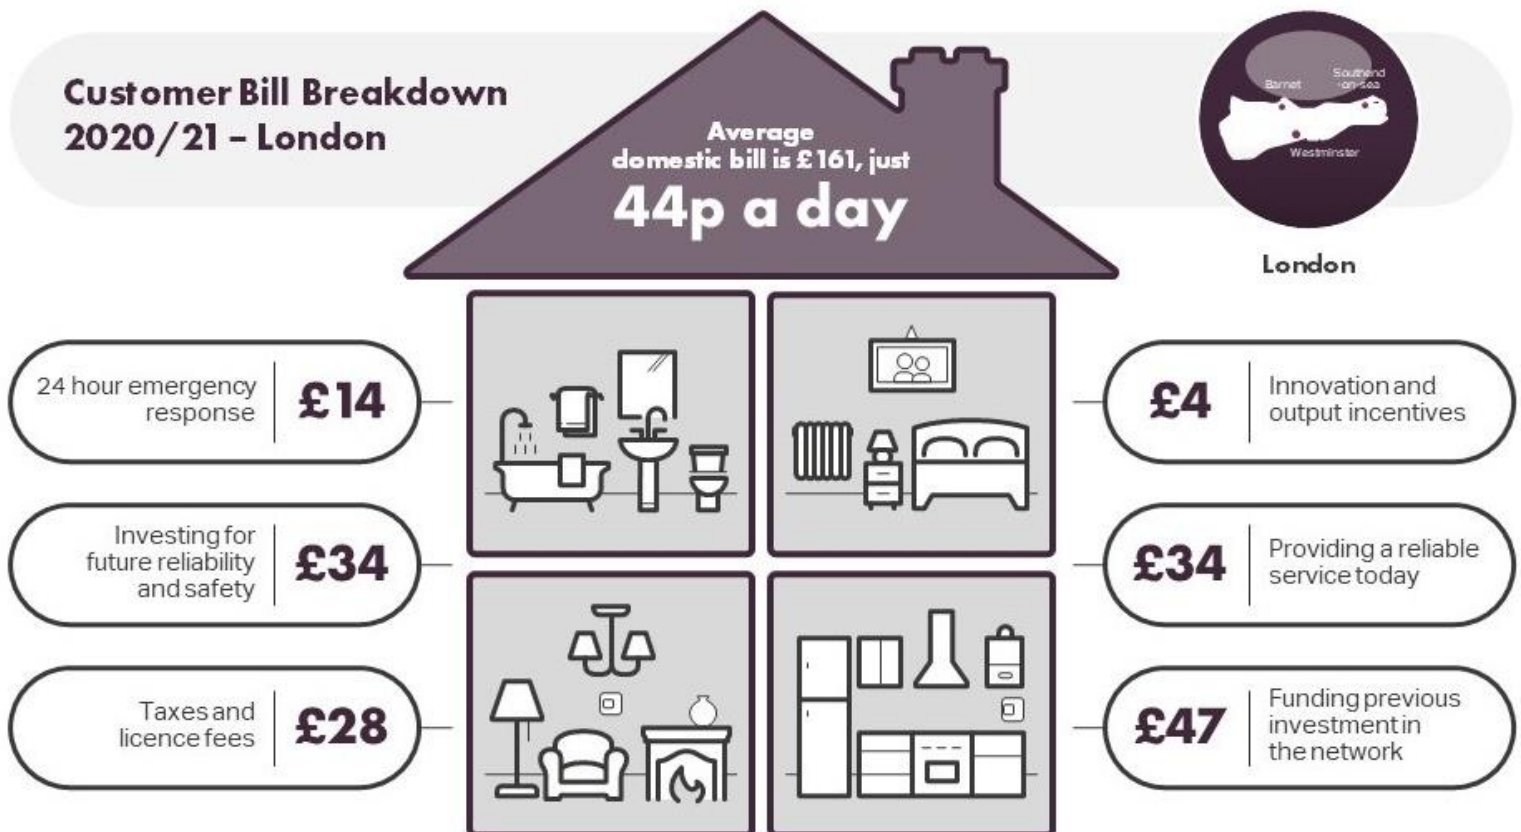 Customer Bill Breakdown
2020/21 – London
Average
domestic bill is £161, just
44p a day
Barnet
Southend
-on-sea
Westminster
London
24 hour emergency
response
£14
Investing for
future reliability
and safety
£34
Taxes and
licence fees
£28
£4
Innovation and
output incentives
£34
Providing a reliable
service today
£47
Funding previous
investment in
the network